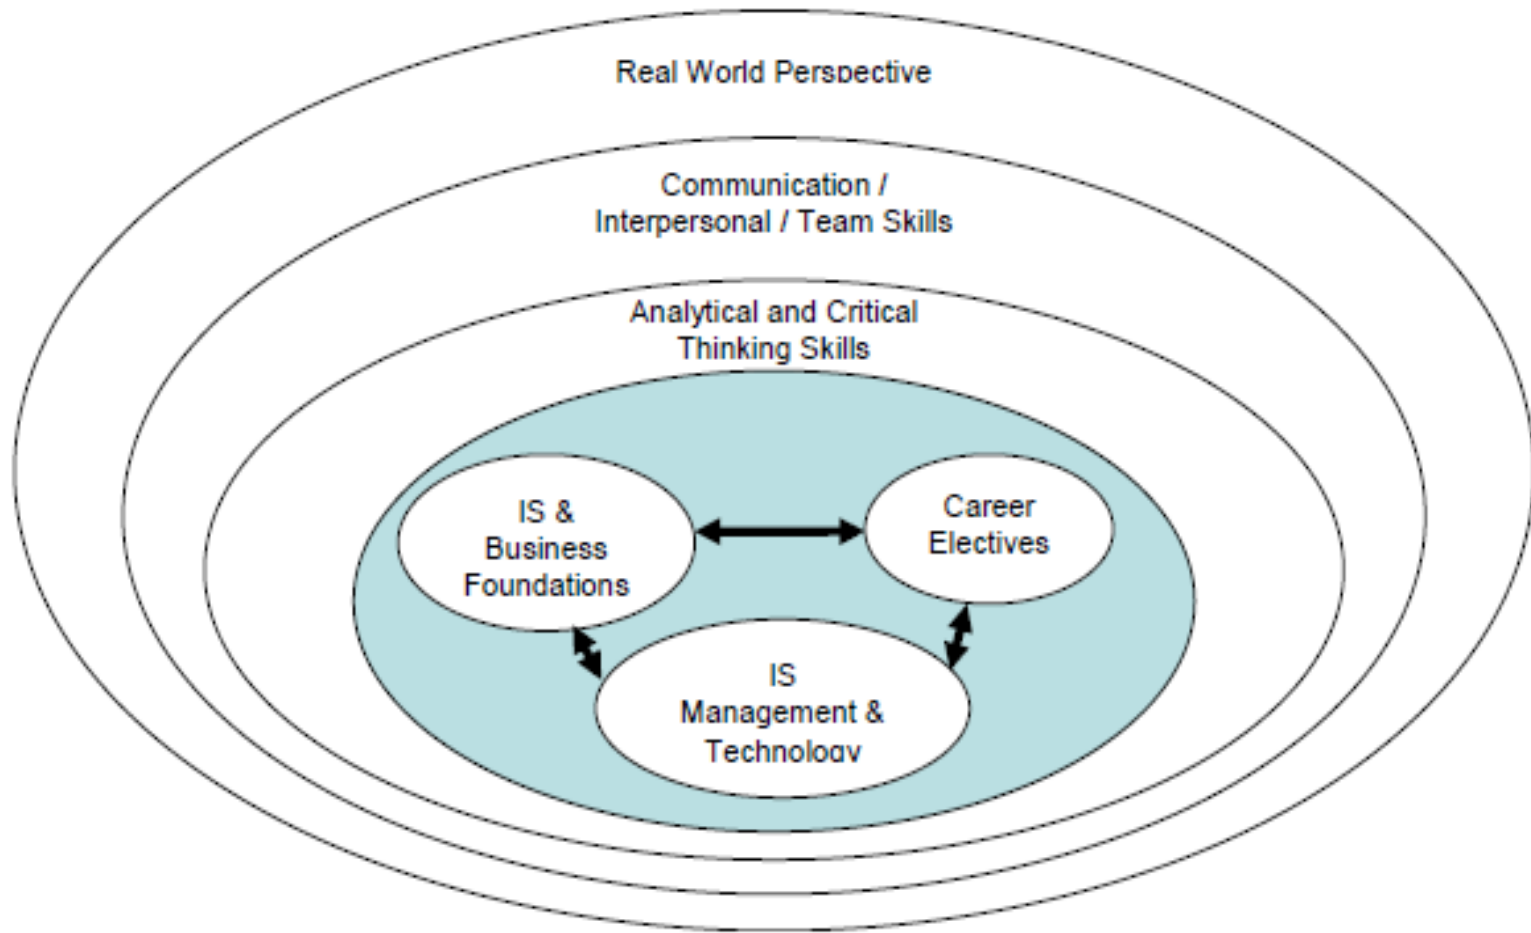 Real World Perspective
Communication /
Interpersonal / Team Skills
Analytical and Critical
Thinking Skills
IS &
Business
Foundations
Career
Electives
IS
Management &
Technology